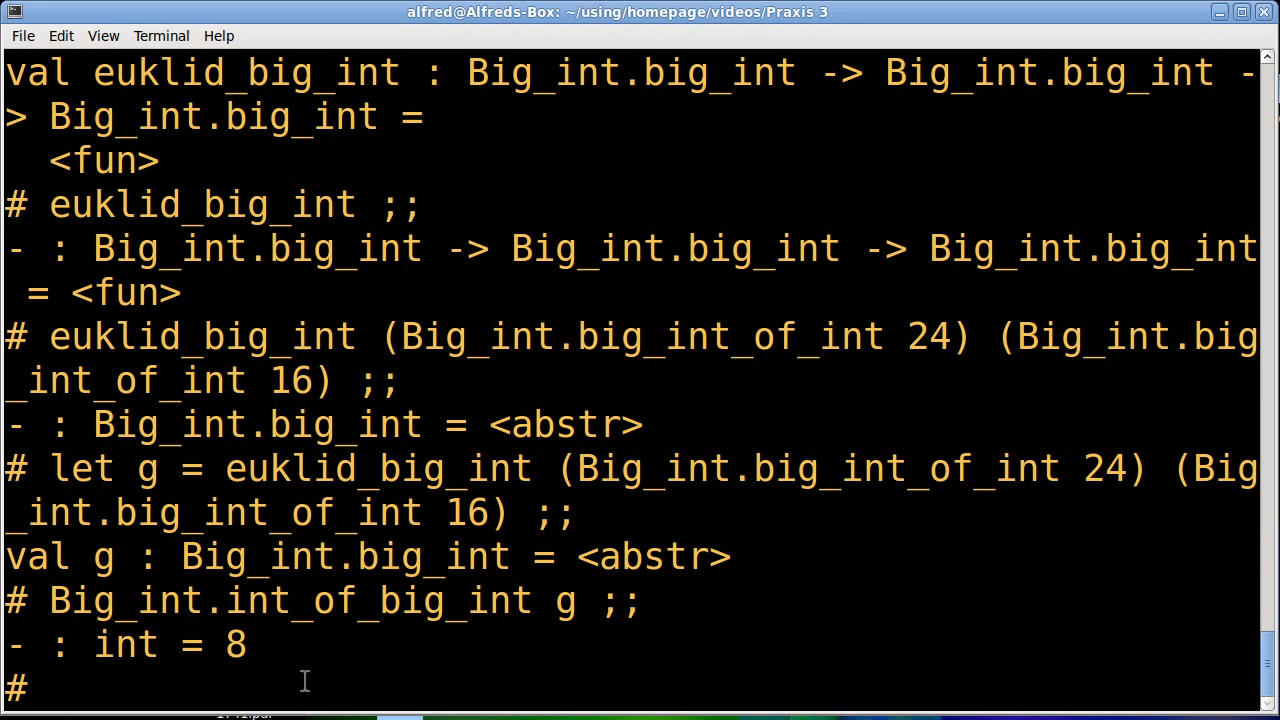 alfred@Alfreds-Box: ~/using/homepage/videos/Praxis 3
File Edit View Terminal Help
val euklid_big_int : Big_int.big_int -> Big_int.big_int -
> Big_int.big_int =
  <fun>
# euklid_big_int ;;
- : Big_int.big_int -> Big_int.big_int -> Big_int.big_int
 = <fun>
# euklid_big_int (Big_int.big_int_of_int 24) (Big_int.big
_int_of_int 16) ;;
- : Big_int.big_int = <abstr>
# let g = euklid_big_int (Big_int.big_int_of_int 24) (Big
_int.big_int_of_int 16) ;;
val g : Big_int.big_int = <abstr>
# Big_int.int_of_big_int g ;;
- : int = 8
#